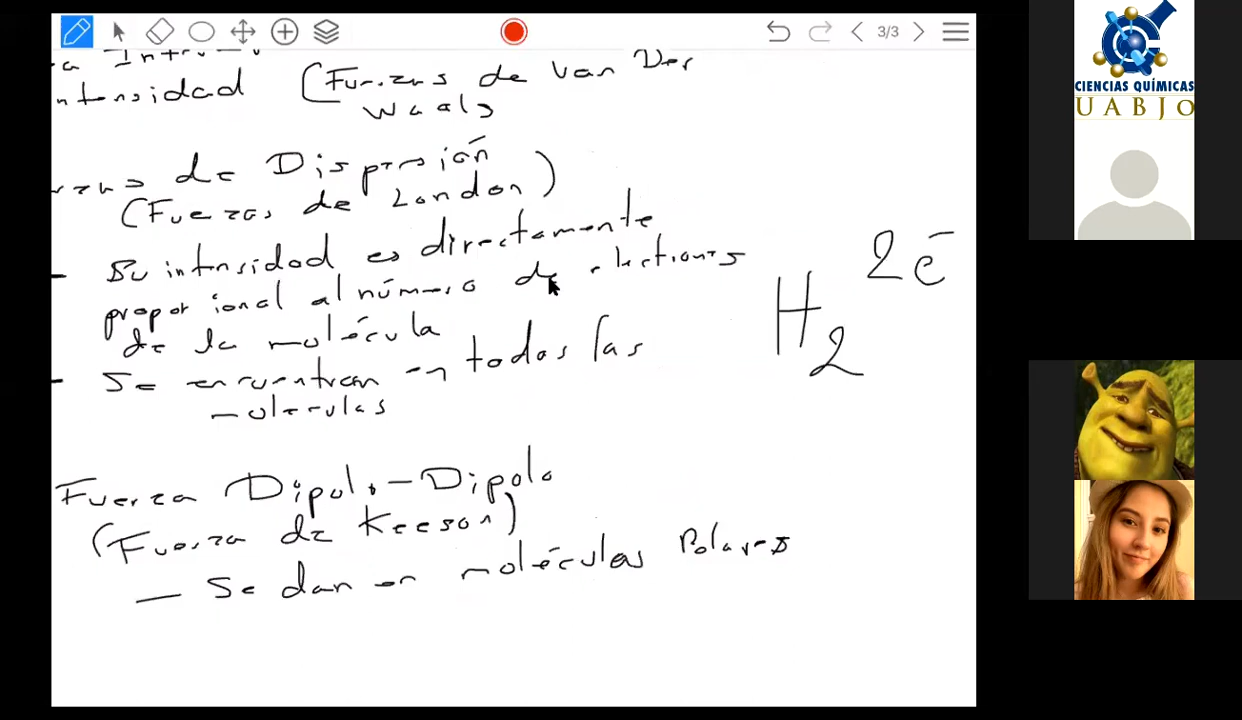 3/3
ntensidad (Fuerzas de Van Der
Waals
erzas de Dispersión
(Fuerzas de London)
- Su intensidad es directamente
proporcional al número de electrones
de la molécula
- Se encuentran en todas las
moléculas
H2 2e-
Fuerza Dipolo-Dipolo
(Fuerza de Keeson)
- Se dan en moléculas Polares
CIENCIAS QUÍMICAS
UABJO